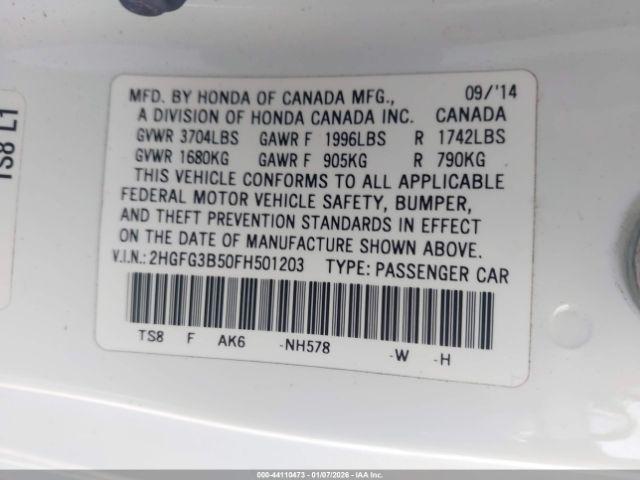 MFD. BY HONDA OF CANADA MFG., 09/'14
A DIVISION OF HONDA CANADA INC. CANADA
GVWR 3704LBS GAWR F 1996LBS R 1742LBS
GVWR 1680KG GAWR F 905KG R 790KG
THIS VEHICLE CONFORMS TO ALL APPLICABLE
FEDERAL MOTOR VEHICLE SAFETY, BUMPER,
AND THEFT PREVENTION STANDARDS IN EFFECT
ON THE DATE OF MANUFACTURE SHOWN ABOVE.
V.I.N.: 2HGFG3B50FH501203 TYPE: PASSENGER CAR
TS8 F AK6 -NH578 -W -H
TS8 L1
000-44110473 - 01/07/2026 - IAA Inc.